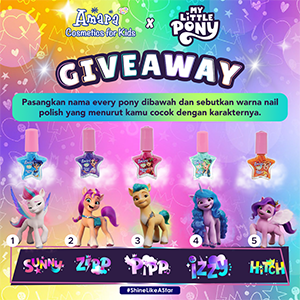 Amara
Cosmetics for Kids
x
MY
LITTLE
PONY
GIVEAWAY
Pasangkan nama every pony dibawah dan sebutkan warna nail
polish yang menurut kamu cocok dengan karakternya.
1 2 3 4 5
SUNNY ZIPP PIPP IZZY HITCH
#ShineLikeAStar